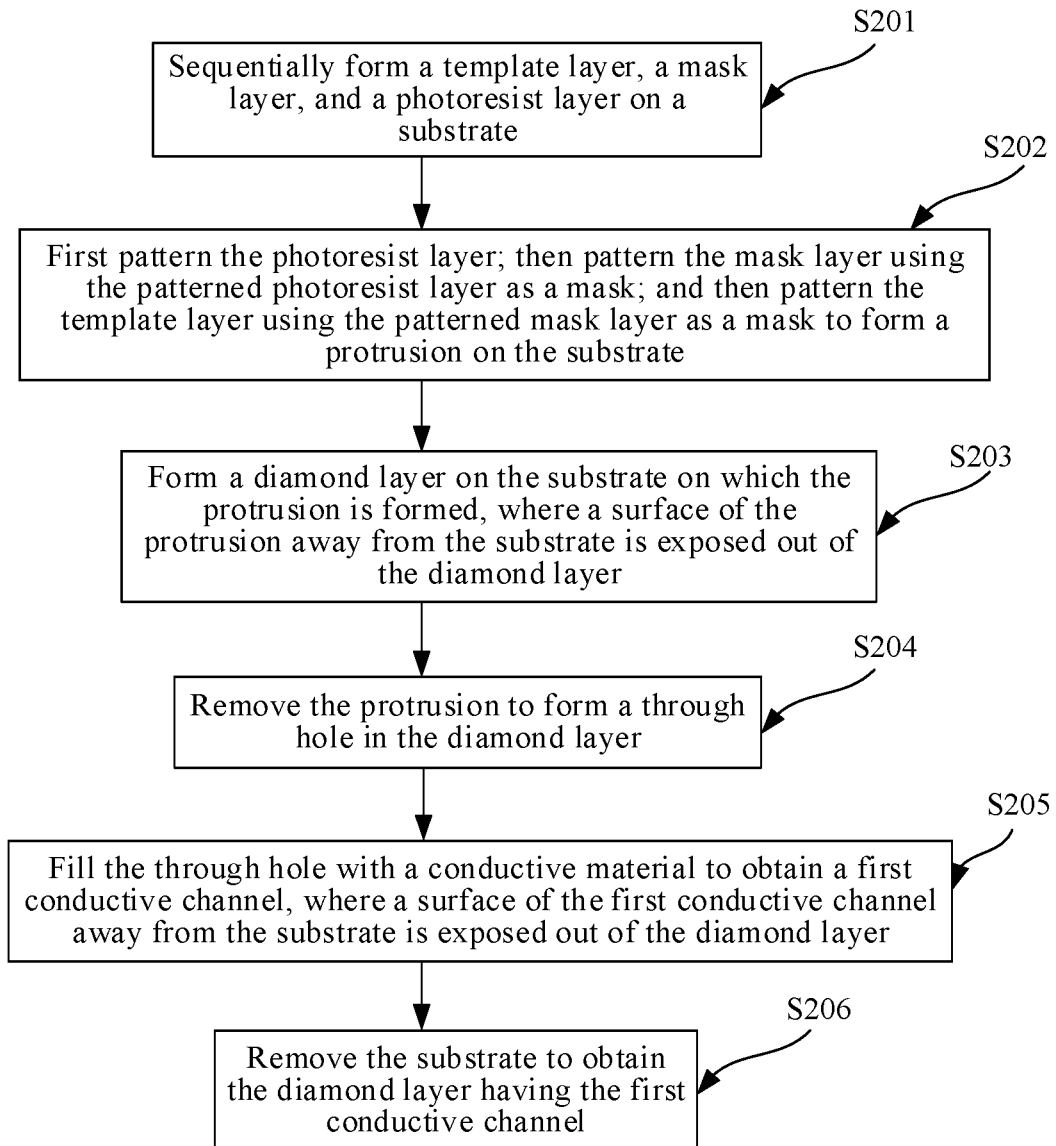 S201
Sequentially form a template layer, a mask
layer, and a photoresist layer on a
substrate
S202
First pattern the photoresist layer; then pattern the mask layer using
the patterned photoresist layer as a mask; and then pattern the
template layer using the patterned mask layer as a mask to form a
protrusion on the substrate
S203
Form a diamond layer on the substrate on which the
protrusion is formed, where a surface of the
protrusion away from the substrate is exposed out of
the diamond layer
S204
Remove the protrusion to form a through
hole in the diamond layer
S205
Fill the through hole with a conductive material to obtain a first
conductive channel, where a surface of the first conductive channel
away from the substrate is exposed out of the diamond layer
S206
Remove the substrate to obtain
the diamond layer having the first
conductive channel